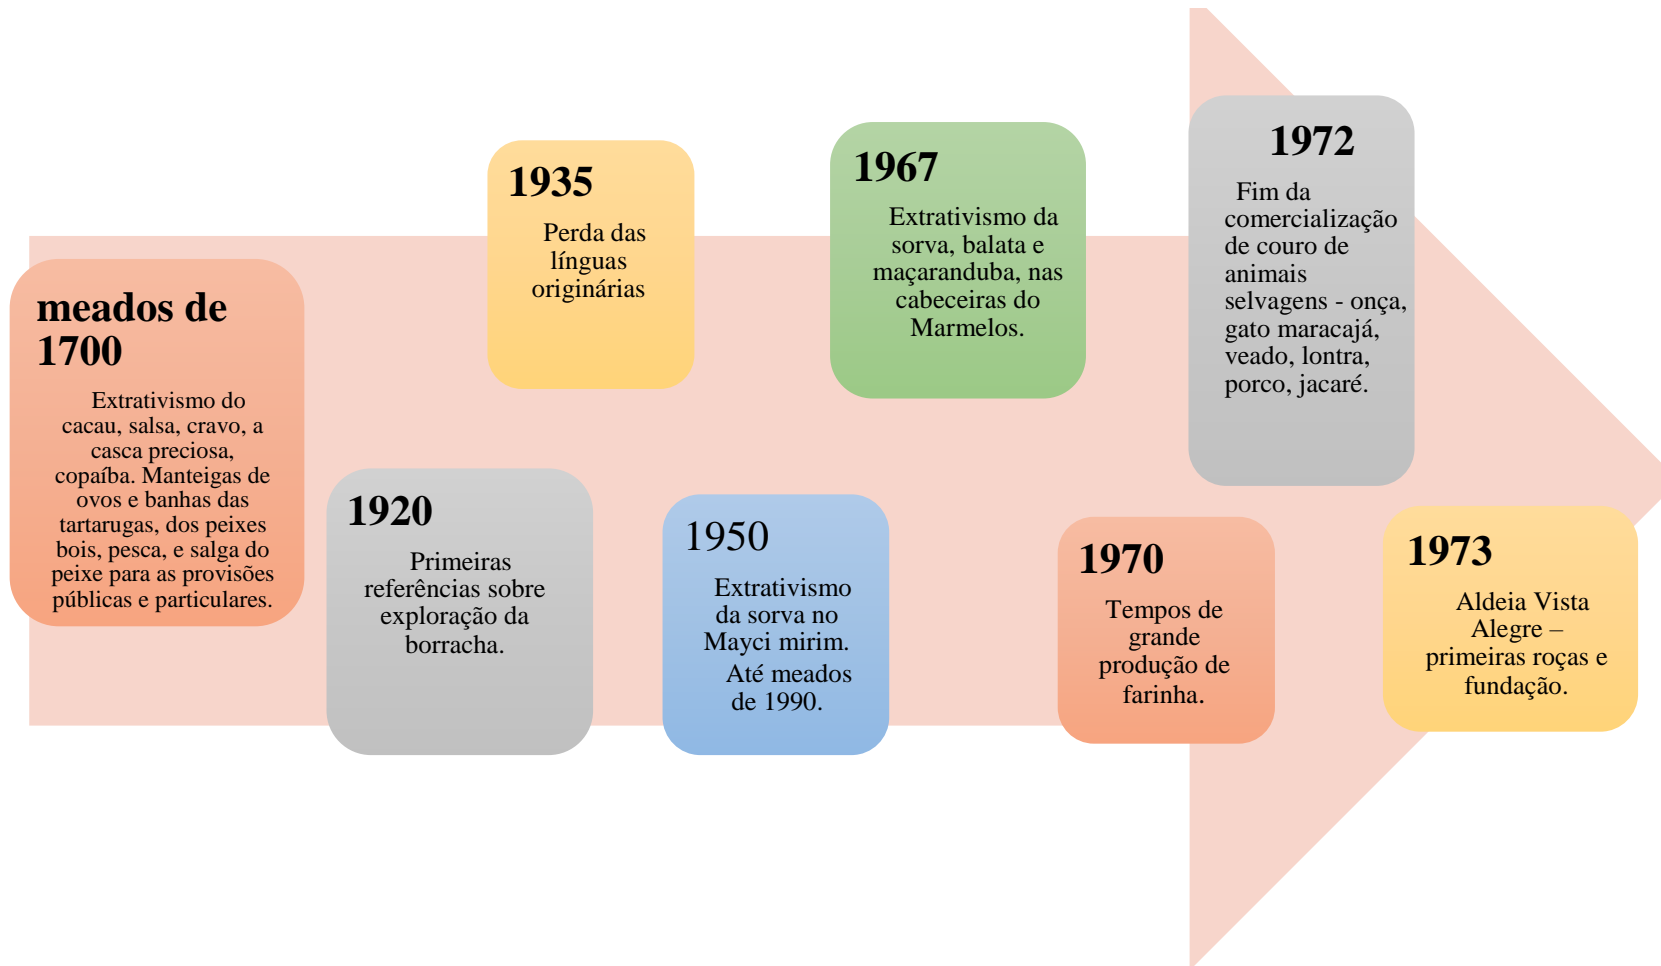 meados de
1700
Extrativismo do
cacau, salsa, cravo, a
casca preciosa,
copaíba. Manteigas de
ovos e banhas das
tartarugas, dos peixes
bois, pesca, e salga do
peixe para as provisões
públicas e particulares.
1920
Primeiras
referências sobre
exploração da
borracha.
1935
Perda das
línguas
originárias
1950
Extrativismo
da sorva no
Mayci mirim.
Até meados
de 1990.
1967
Extrativismo da
sorva, balata e
maçaranduba, nas
cabeceiras do
Marmelos.
1970
Tempos de
grande
produção de
farinha.
1972
Fim da
comercialização
de couro de
animais
selvagens - onça,
gato maracajá,
veado, lontra,
porco, jacaré.
1973
Aldeia Vista
Alegre –
primeiras roças e
fundação.